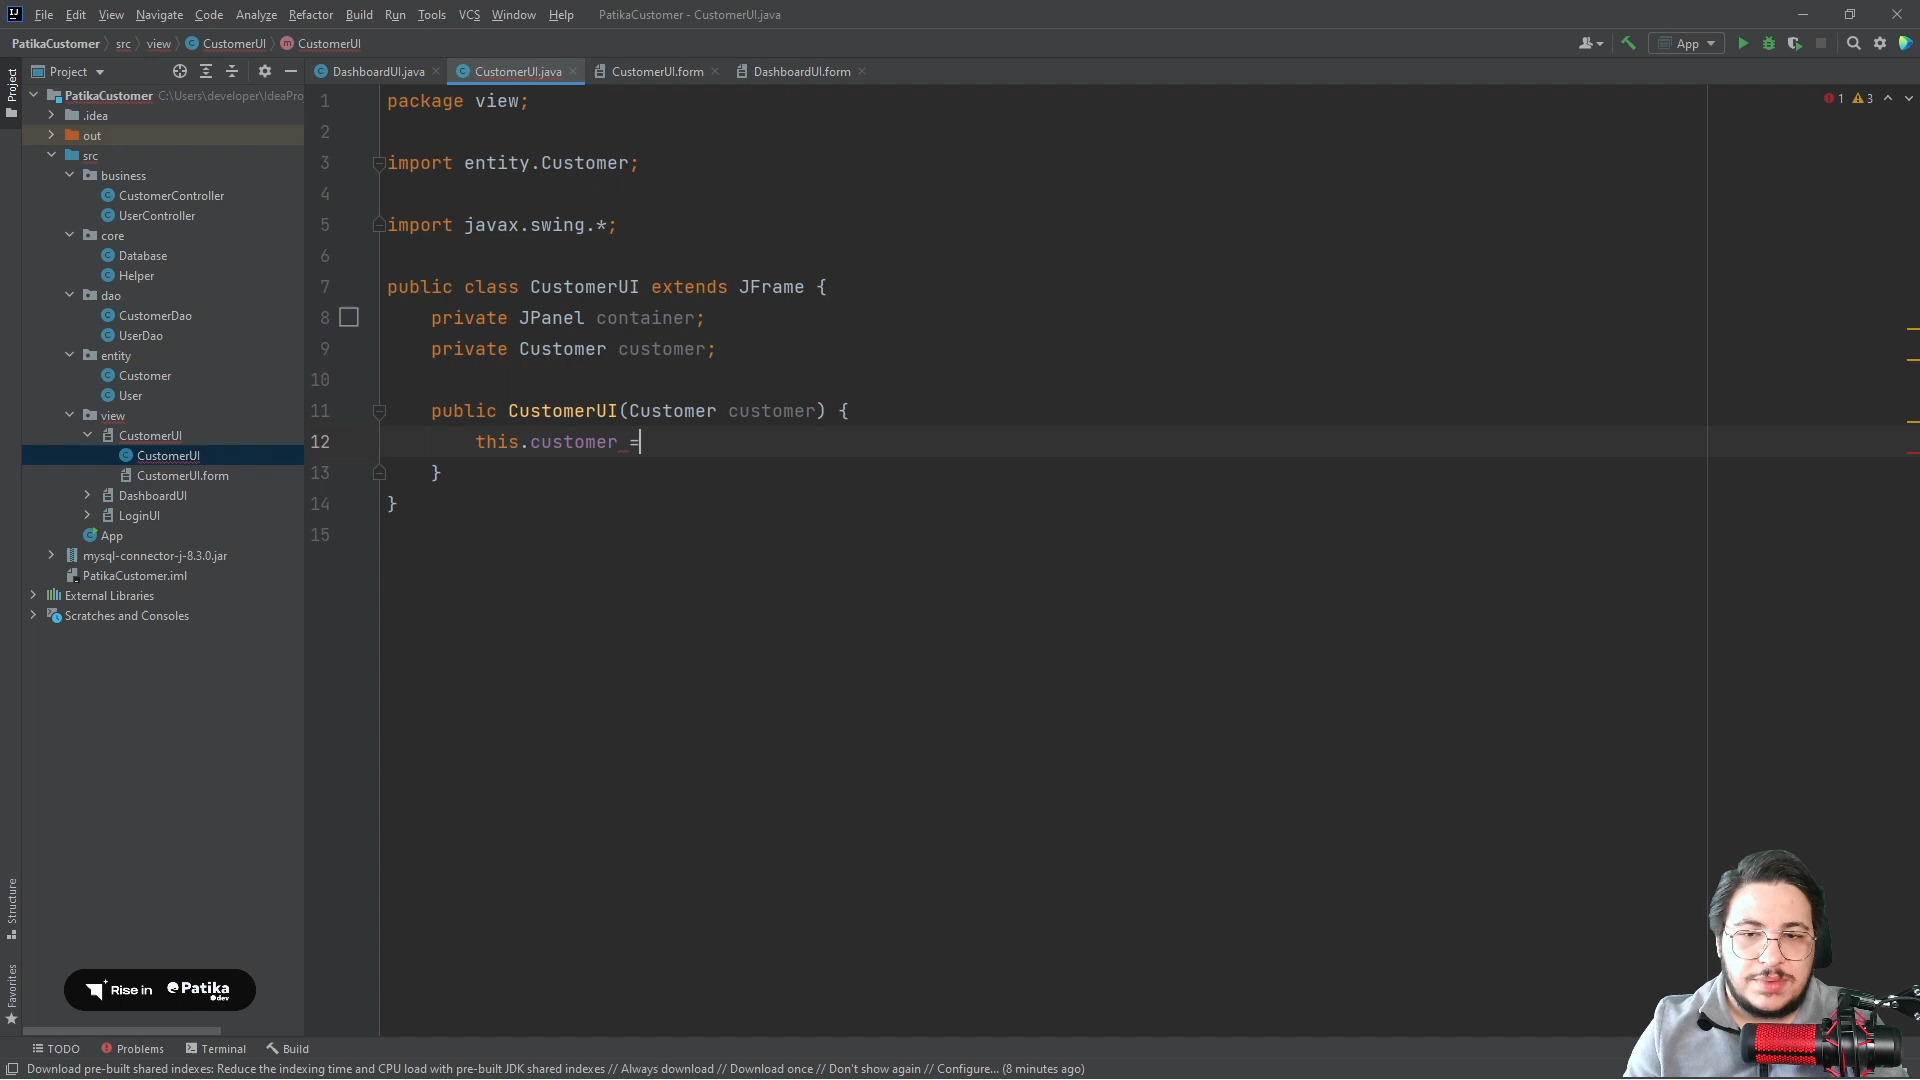 File Edit View Navigate Code Analyze Refactor Build Run Tools VCS Window Help PatikaCustomer - CustomerUI.java
PatikaCustomer src view CustomerUI CustomerUI App
Project DashboardUI.java CustomerUI.java CustomerUI.form DashboardUI.form
Project
PatikaCustomer C:\Users\developer\IdeaPro
.idea
out
src
business
CustomerController
UserController
core
Database
Helper
dao
CustomerDao
UserDao
entity
Customer
User
view
CustomerUI
CustomerUI
CustomerUI.form
DashboardUI
LoginUI
App
mysql-connector-j-8.3.0.jar
PatikaCustomer.iml
External Libraries
Scratches and Consoles
1 package view;
2
3 import entity.Customer;
4
5 import javax.swing.*;
6
7 public class CustomerUI extends JFrame {
8 private JPanel container;
9 private Customer customer;
10
11 public CustomerUI(Customer customer) {
12 this.customer =
13 }
14 }
15
1 3
Structure
Favorites
Rise in Patika dev
TODO Problems Terminal Build
Download pre-built shared indexes: Reduce the indexing time and CPU load with pre-built JDK shared indexes // Always download // Download once // Don't show again // Configure... (8 minutes ago)